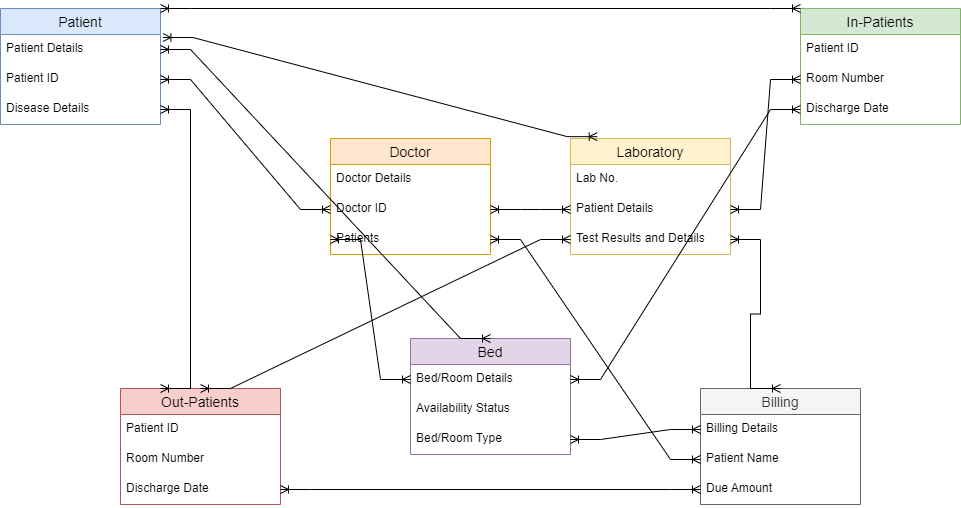 Patient
Patient Details
Patient ID
Disease Details
In-Patients
Patient ID
Room Number
Discharge Date
Doctor
Doctor Details
Doctor ID
Patients
Laboratory
Lab No.
Patient Details
Test Results and Details
Bed
Bed/Room Details
Availability Status
Bed/Room Type
Out-Patients
Patient ID
Room Number
Discharge Date
Billing
Billing Details
Patient Name
Due Amount